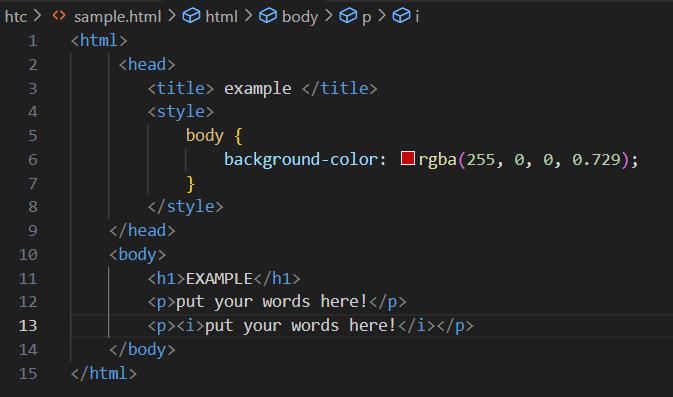 htc > sample.html > html > body > p > i
1 <html>
2 <head>
3 <title> example </title>
4 <style>
5 body {
6 background-color: rgba(255, 0, 0, 0.729);
7 }
8 </style>
9 </head>
10 <body>
11 <h1>EXAMPLE</h1>
12 <p>put your words here!</p>
13 <p><i>put your words here!</i></p>
14 </body>
15 </html>